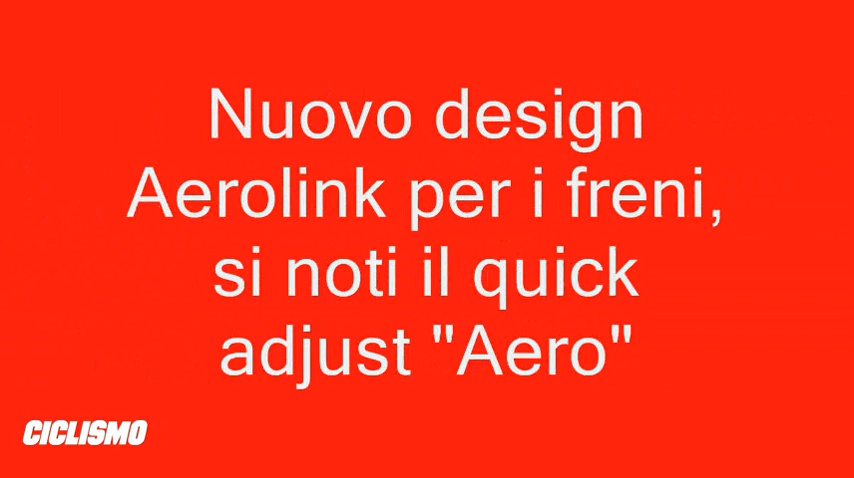 Nuovo design
Aerolink per i freni,
si noti il quick
adjust "Aero"
CICLISMO